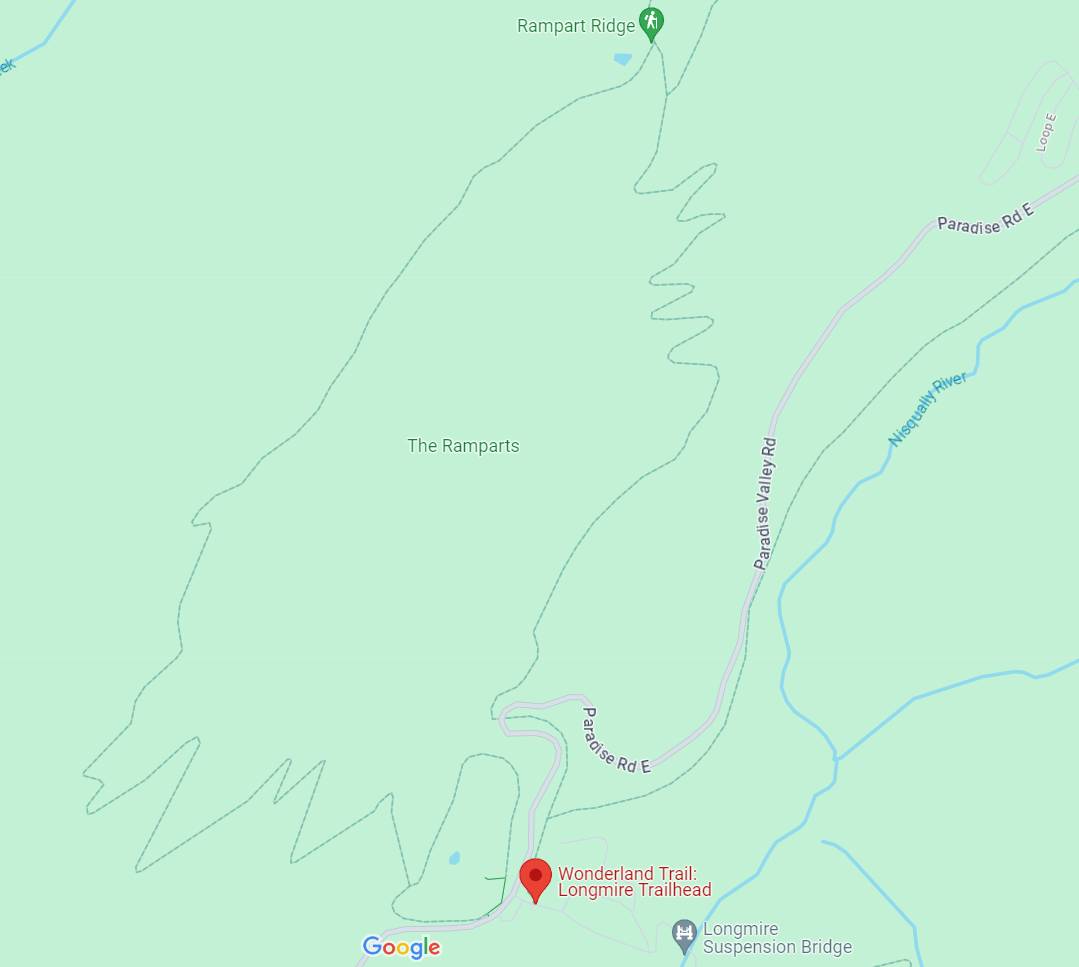 Rampart Ridge
ek
Loop E
Paradise Rd E
Nisqually River
The Ramparts
Paradise Valley Rd
Paradise Rd E
Wonderland Trail:
Longmire Trailhead
Longmire
Suspension Bridge
Google